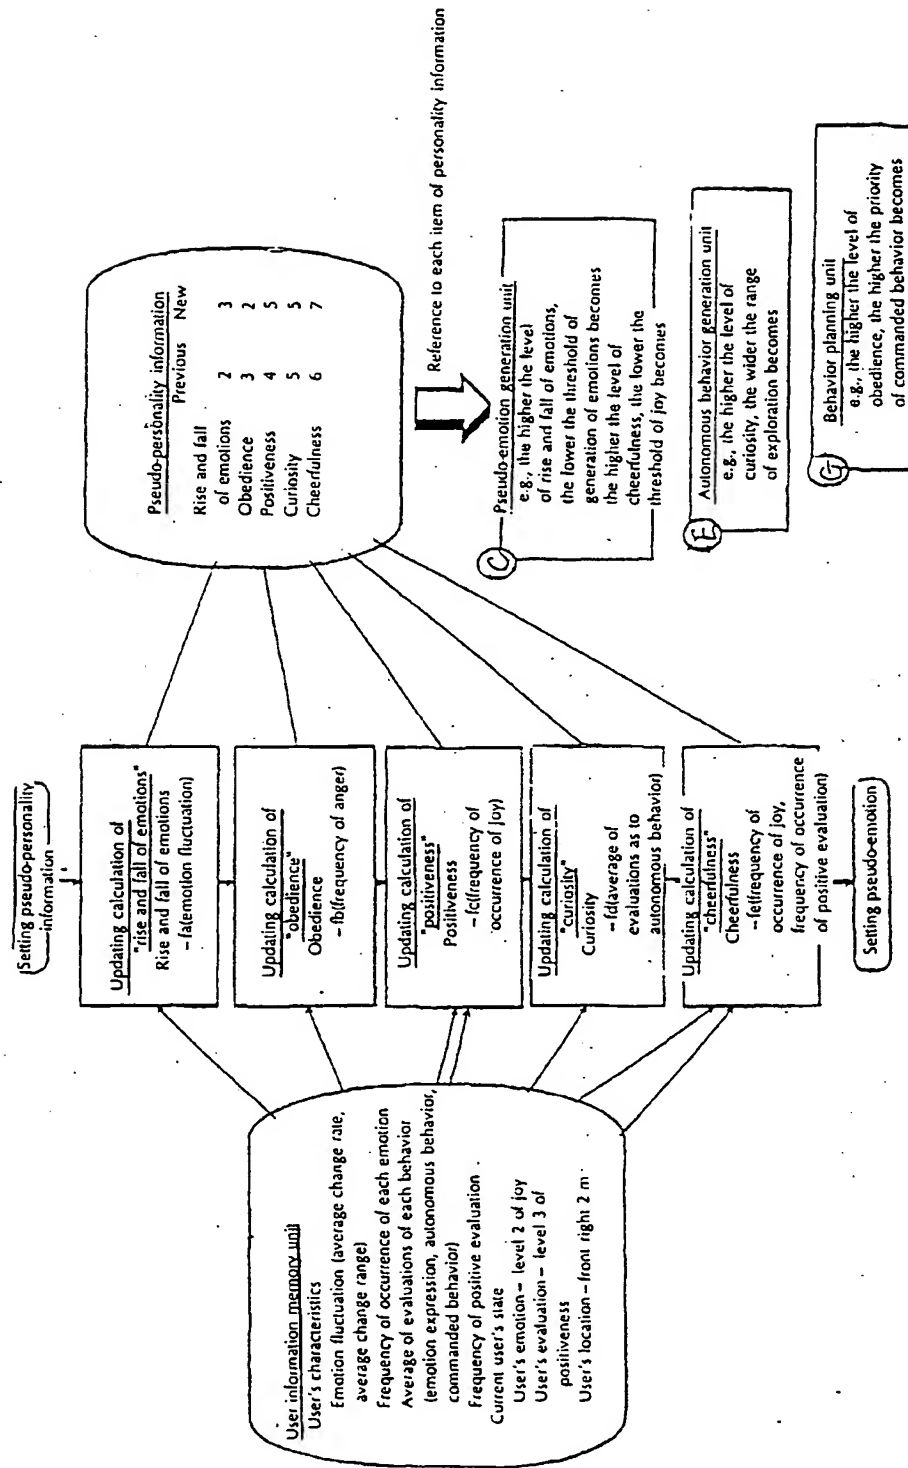 Setting pseudo-personality
information
User information memory unit
User's characteristics
Emotion fluctuation (average change rate,
average change range)
Frequency of occurrence of each emotion
Average of evaluations of each behavior
(emotion expression, autonomous behavior,
commanded behavior)
Frequency of positive evaluation
Current user's state
User's emotion – level 2 of joy
User's evaluation – level 3 of
positiveness
User's location – front right 2 m
Updating calculation of
"rise and fall of emotions"
Rise and fall of emotions
–fa(emotion fluctuation)
Updating calculation of
"obedience"
Obedience
–fb(frequency of anger)
Updating calculation of
"positiveness"
Positiveness
–fc(frequency of
occurrence of joy)
Updating calculation of
"curiosity"
Curiosity
–fd(average of
evaluations as to
autonomous behavior)
Updating calculation of
"cheerfulness"
Cheerfulness
–fe(frequency of
occurrence of joy,
frequency of occurrence
of positive evaluation)
Setting pseudo-emotion
Pseudo-personality information
Previous New
Rise and fall
of emotions 2 3
Obedience 3 2
Positiveness 4 5
Curiosity 5 5
Cheerfulness 6 7
Reference to each item of personality information
C
Pseudo-emotion generation unit
e.g., the higher the level
of rise and fall of emotions,
the lower the threshold of
generation of emotions becomes
the higher the level of
cheerfulness, the lower the
threshold of joy becomes
E
Autonomous behavior generation unit
e.g., the higher the level of
curiosity, the wider the range
of exploration becomes
G
Behavior planning unit
e.g., the higher the level of
obedience, the higher the priority
of commanded behavior becomes